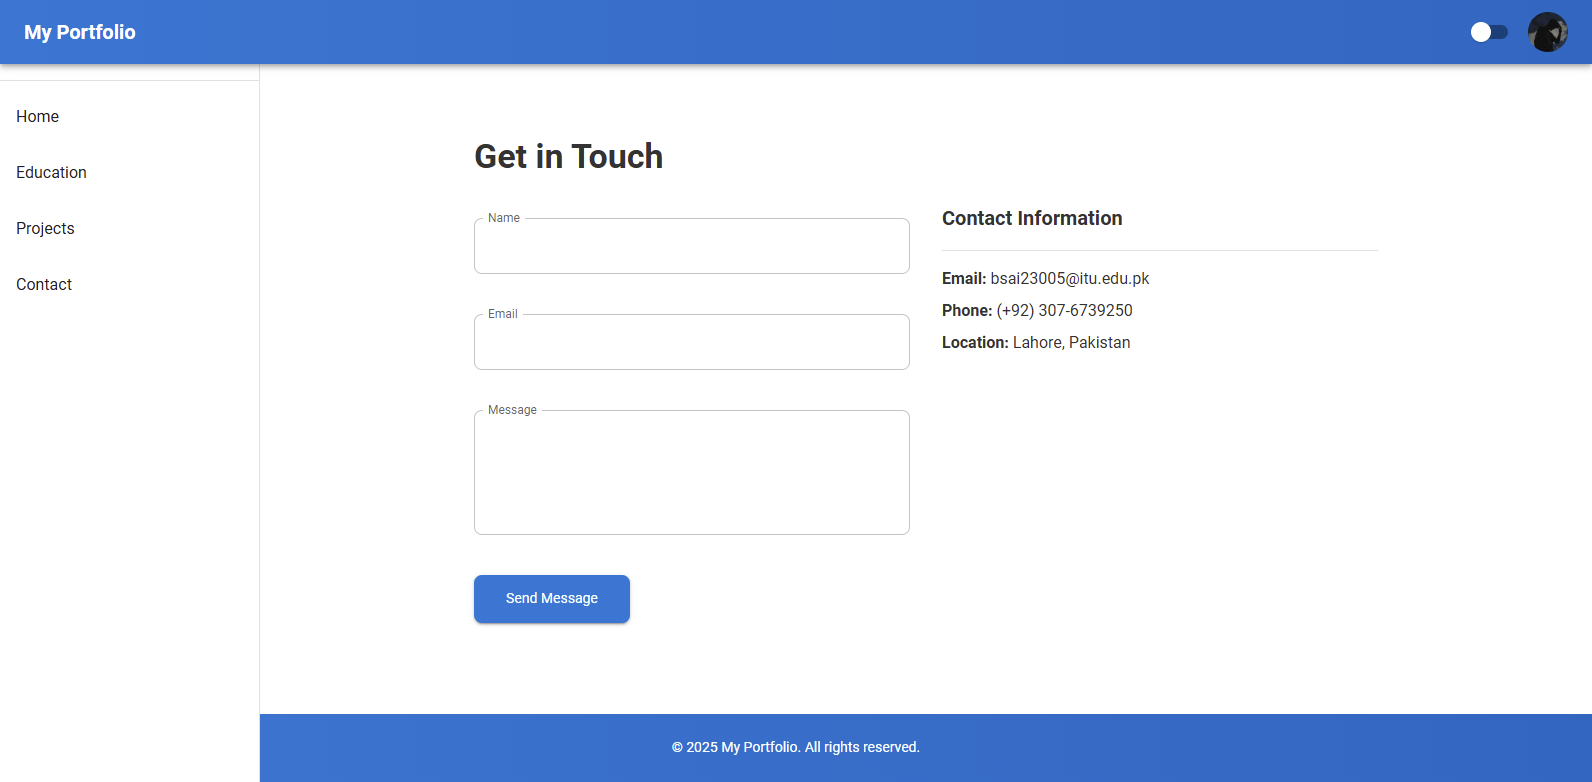 My Portfolio
Home
Education
Projects
Contact
Get in Touch
Name
Email
Message
Send Message
Contact Information
Email: bsai23005@itu.edu.pk
Phone: (+92) 307-6739250
Location: Lahore, Pakistan
© 2025 My Portfolio. All rights reserved.